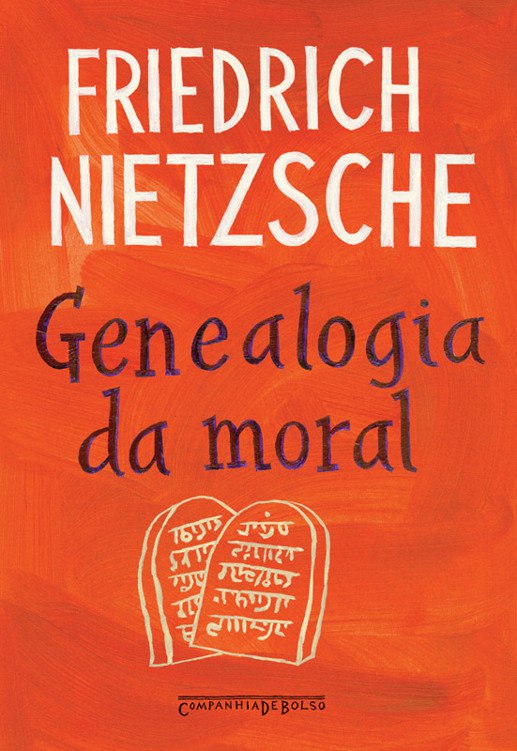 FRIEDRICH
NIETZSCHE
Genealogia
da moral
COMPANHIA DE BOLSO